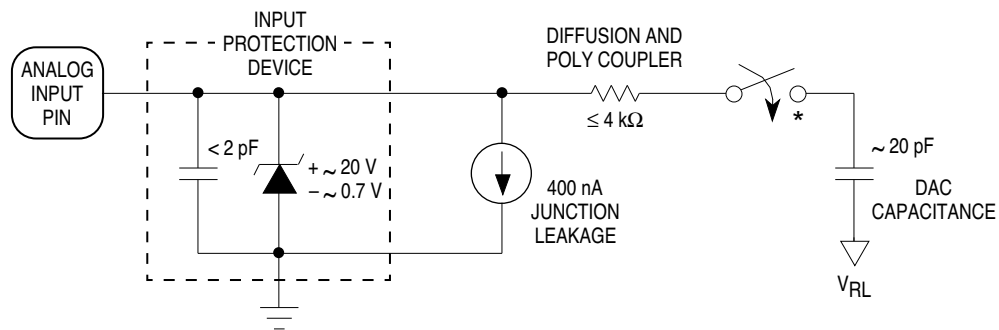 INPUT
PROTECTION
DEVICE
ANALOG
INPUT
PIN
< 2 pF
+ ~ 20 V
– ~ 0.7 V
400 nA
JUNCTION
LEAKAGE
DIFFUSION AND
POLY COUPLER
≤ 4 kΩ
*
~ 20 pF
DAC
CAPACITANCE
VRL